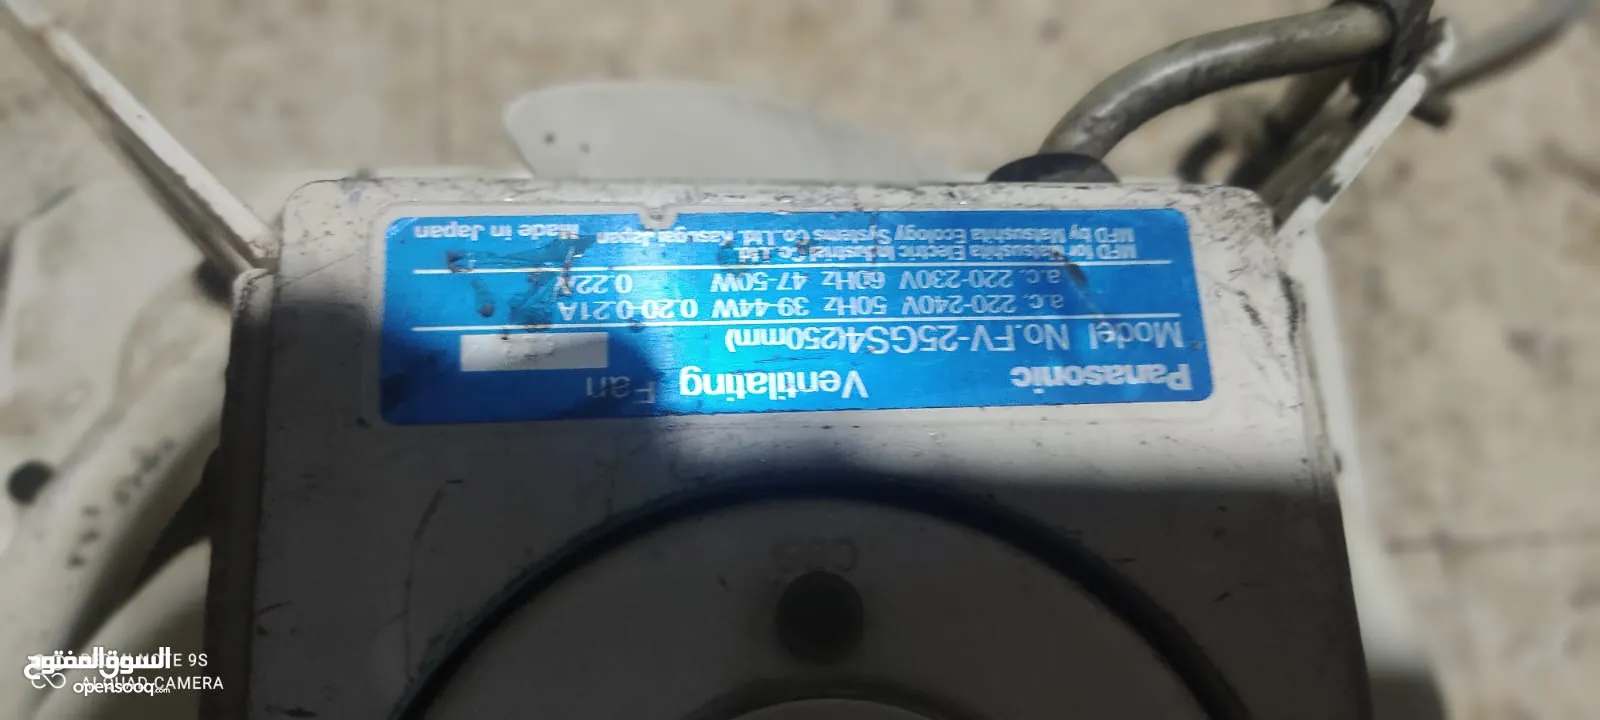 Panasonic Ventilating Fan
Model No.FV-25GS4(250mm)
a.c. 220-240V 50Hz 39-44W 0.20-0.21A
a.c. 220-230V 60Hz 47-50W 0.22A
MFD for Matsushita Electric Industrial Co.,Ltd.
MFD by Matsushita Ecology Systems Co.,Ltd. Kasugai Japan Made in Japan
السوق المفتوح
opensooq.com
NOTE 9S
QUAD CAMERA